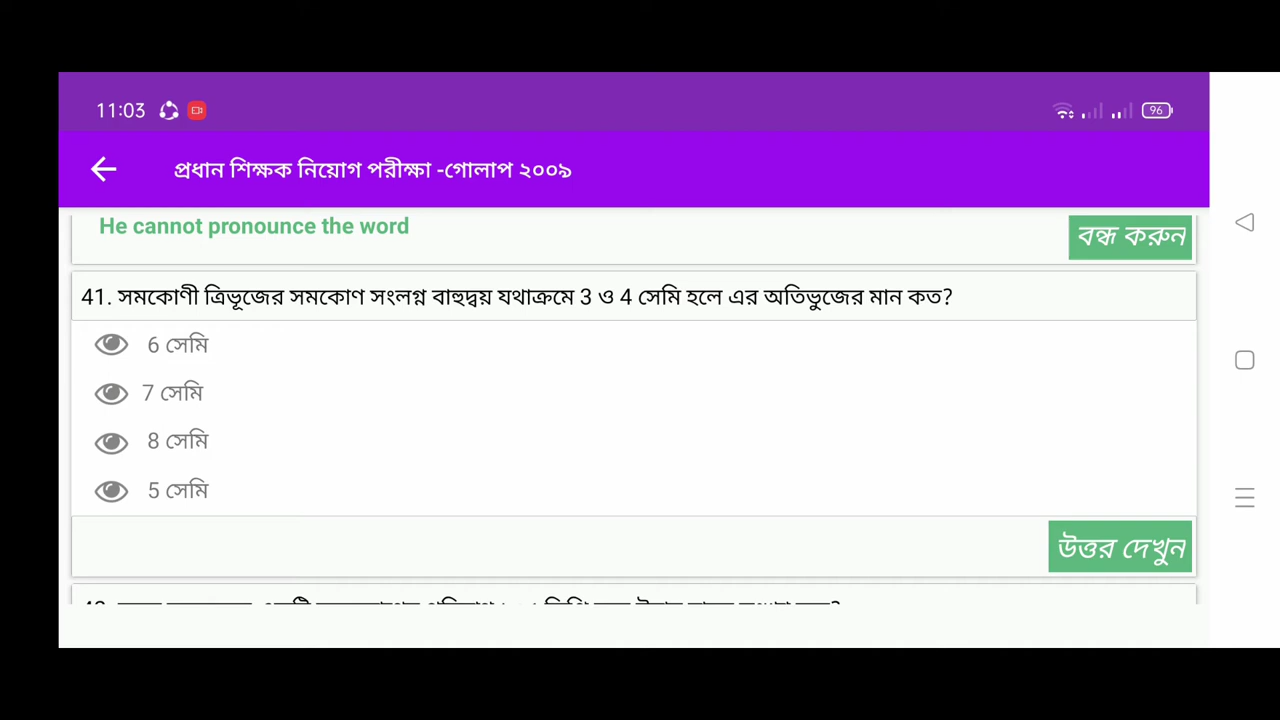 11:03
96
প্রধান শিক্ষক নিয়োগ পরীক্ষা -গোলাপ ২০০৯
He cannot pronounce the word
বন্ধ করুন
41. সমকোণী ত্রিভূজের সমকোণ সংলগ্ন বাহুদ্বয় যথাক্রমে 3 ও 4 সেমি হলে এর অতিভুজের মান কত?
6 সেমি
7 সেমি
8 সেমি
5 সেমি
উত্তর দেখুন